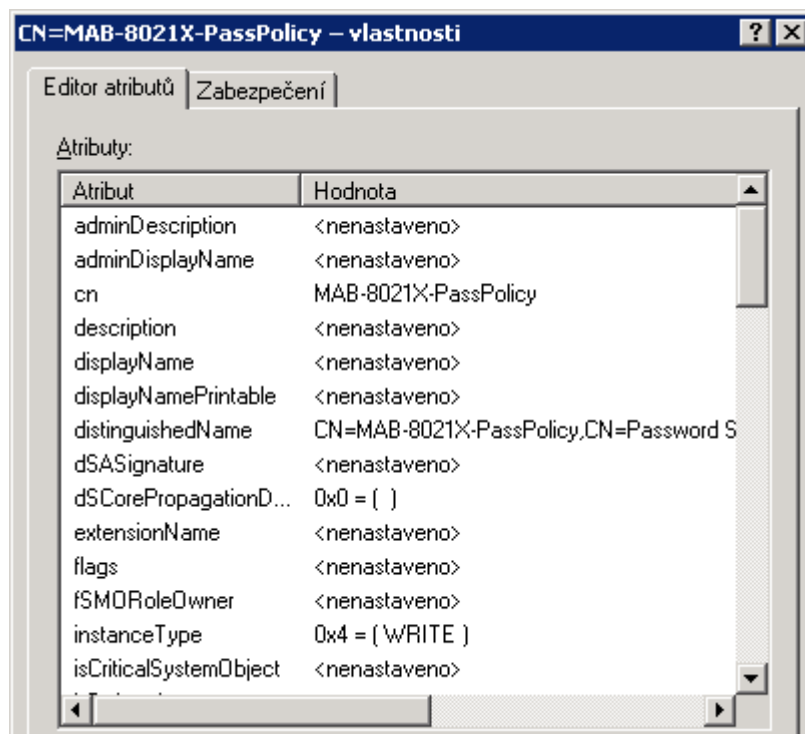 CN=MAB-8021X-PassPolicy – vlastnosti
Editor atributů Zabezpečení
Atributy:
Atribut Hodnota
adminDescription <nenastaveno>
adminDisplayName <nenastaveno>
cn MAB-8021X-PassPolicy
description <nenastaveno>
displayName <nenastaveno>
displayNamePrintable <nenastaveno>
distinguishedName CN=MAB-8021X-PassPolicy,CN=Password S
dSASignature <nenastaveno>
dSCorePropagationD... 0x0 = ( )
extensionName <nenastaveno>
flags <nenastaveno>
fSMORoleOwner <nenastaveno>
instanceType 0x4 = ( WRITE )
isCriticalSystemObject <nenastaveno>